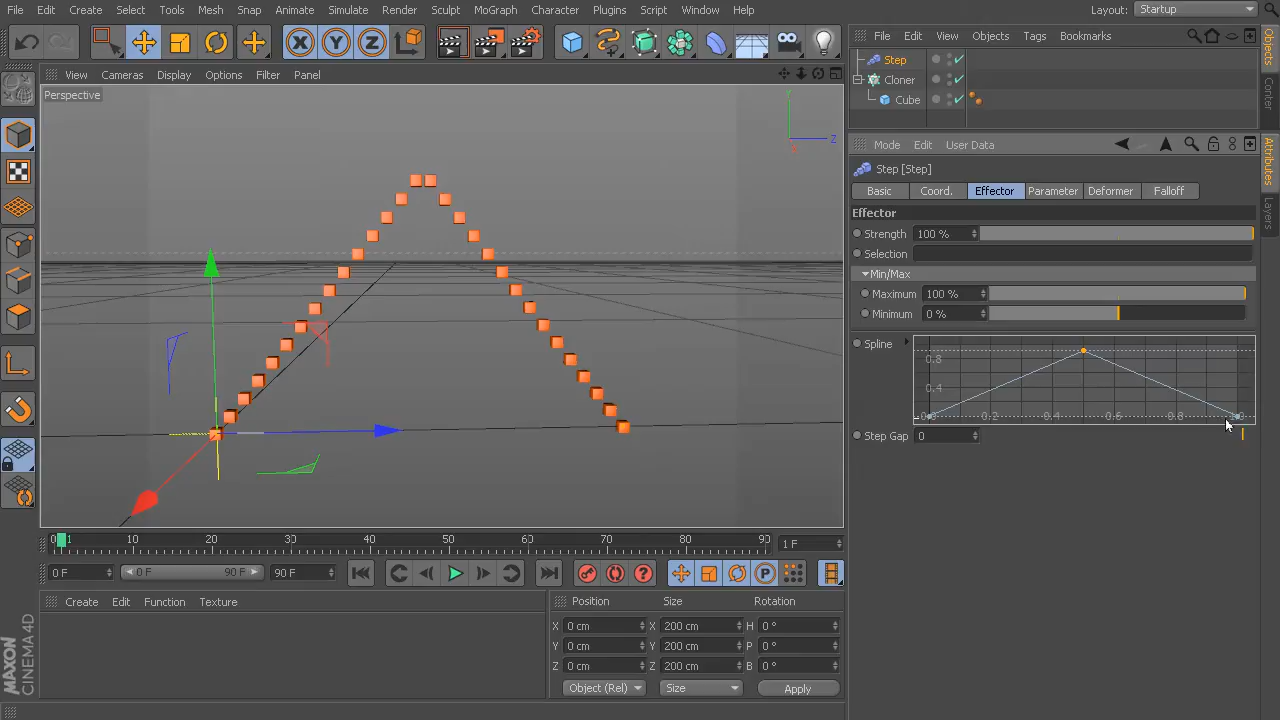 File Edit Create Select Tools Mesh Snap Animate Simulate Render Sculpt MoGraph Character Plugins Script Window Help Layout: Startup
X Y Z
File Edit View Objects Tags Bookmarks
Step
Cloner
Cube
View Cameras Display Options Filter Panel
Perspective
Y
Z
X
Objects
Conter
Mode Edit User Data
Step [Step]
Basic Coord. Effector Parameter Deformer Falloff
Effector
Strength 100 %
Selection
Min/Max
Maximum 100 %
Minimum 0 %
Spline
0.8
0.4
0.0 0.2 0.4 0.6 0.8 1.0
Step Gap 0
Attributes
Layers
0 1 10 20 30 40 50 60 70 80 90 1 F
0 F 0 F 90 F 90 F
P
Create Edit Function Texture
Position Size Rotation
X 0 cm X 200 cm H 0 °
Y 0 cm Y 200 cm P 0 °
Z 0 cm Z 200 cm B 0 °
Object (Rel) Size Apply
MAXON
CINEMA 4D